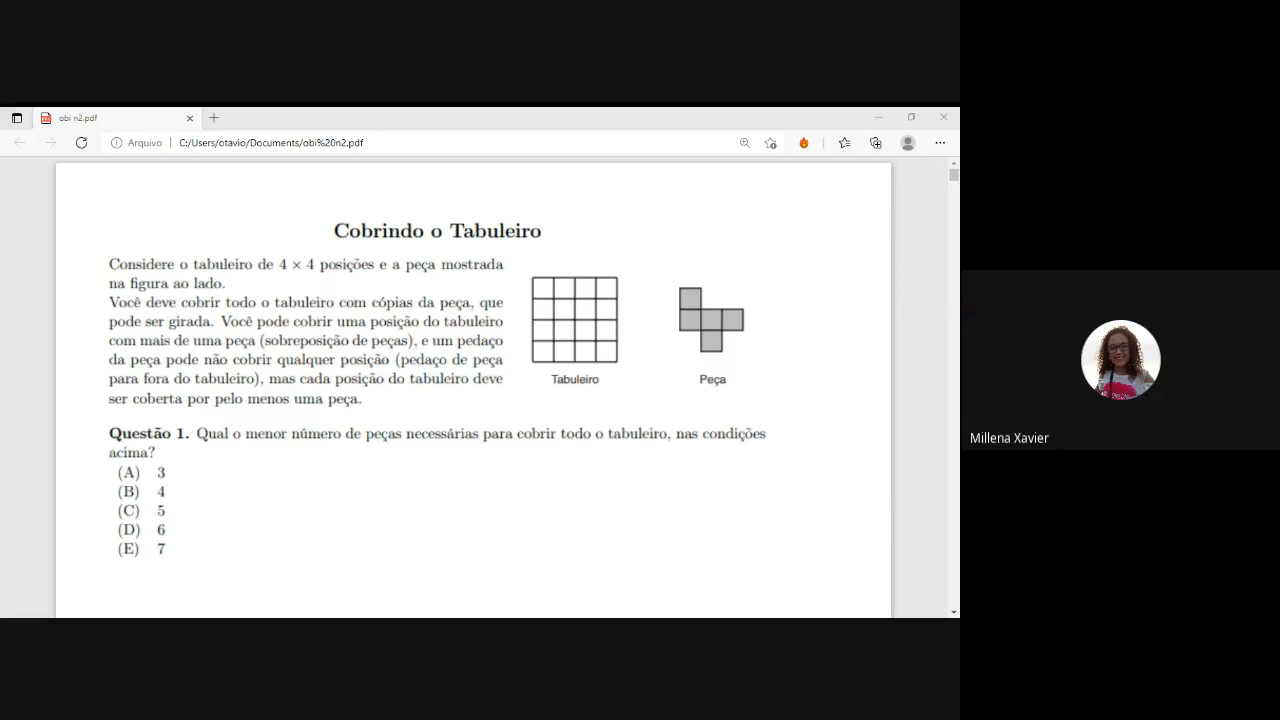 obi n2.pdf
Arquivo
C:/Users/otavio/Documents/obi%20n2.pdf
Cobrindo o Tabuleiro
Considere o tabuleiro de 4 × 4 posições e a peça mostrada
na figura ao lado.
Você deve cobrir todo o tabuleiro com cópias da peça, que
pode ser girada. Você pode cobrir uma posição do tabuleiro
com mais de uma peça (sobreposição de peças), e um pedaço
da peça pode não cobrir qualquer posição (pedaço de peça
para fora do tabuleiro), mas cada posição do tabuleiro deve
ser coberta por pelo menos uma peça.
Tabuleiro
Peça
Questão 1. Qual o menor número de peças necessárias para cobrir todo o tabuleiro, nas condições
acima?
(A) 3
(B) 4
(C) 5
(D) 6
(E) 7
Millena Xavier